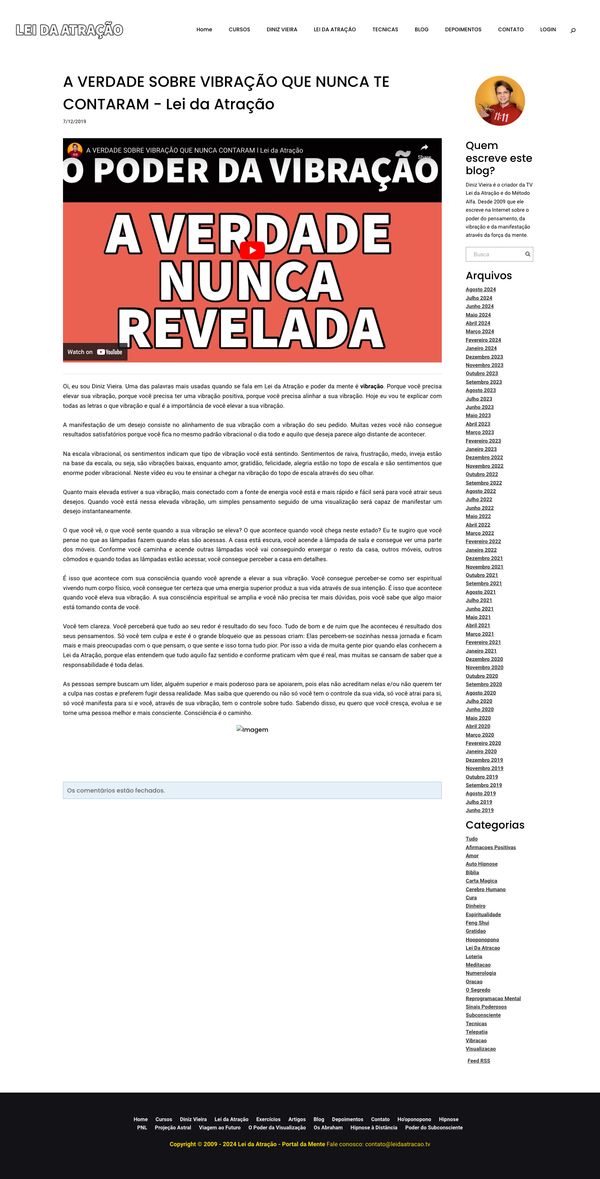 LEI DA ATRAÇÃO
Home CURSOS DINIZ VIEIRA LEI DA ATRAÇÃO TECNICAS BLOG DEPOIMENTOS CONTATO LOGIN
A VERDADE SOBRE VIBRAÇÃO QUE NUNCA TE
CONTARAM - Lei da Atração
7/12/2019
A VERDADE SOBRE VIBRAÇÃO QUE NUNCA CONTARAM l Lei da Atração
Share
O PODER DA VIBRAÇÃO
A VERDADE
NUNCA
REVELADA
Watch on YouTube
Oi, eu sou Diniz Vieira. Uma das palavras mais usadas quando se fala em Lei da Atração e poder da mente é vibração. Porque você precisa
elevar sua vibração, porque você precisa ter uma vibração positiva, porque você precisa alinhar a sua vibração. Hoje eu vou te explicar com
todas as letras o que vibração e qual é a importância de você elevar a sua vibração.
A manifestação de um desejo consiste no alinhamento de sua vibração com a vibração do seu pedido. Muitas vezes você não consegue
resultados satisfatórios porque você fica no mesmo padrão vibracional o dia todo e aquilo que deseja parece algo distante de acontecer.
Na escala vibracional, os sentimentos indicam que tipo de vibração você está sentindo. Sentimentos de raiva, frustração, medo, inveja estão
na base da escala, ou seja, são vibrações baixas, enquanto amor, gratidão, felicidade, alegria estão no topo de escala e são sentimentos que
enorme poder vibracional. Neste vídeo eu vou te ensinar a chegar na vibração do topo de escala através do seu olhar.
Quanto mais elevada estiver a sua vibração, mais conectado com a fonte de energia você está e mais rápido e fácil será para você atrair seus
desejos. Quando você está nessa elevada vibração, um simples pensamento seguido de uma visualização será capaz de manifestar um
desejo instantaneamente.
O que você vê, o que você sente quando a sua vibração se eleva? O que acontece quando você chega neste estado? Eu te sugiro que você
pense no que as lâmpadas fazem quando elas são acessas. A casa está escura, você acende a lâmpada de sala e consegue ver uma parte
dos móveis. Conforme você caminha e acende outras lâmpadas você vai conseguindo enxergar o resto da casa, outros móveis, outros
cômodos e quando todas as lâmpadas estão acessar, você consegue perceber a casa em detalhes.
É isso que acontece com sua consciência quando você aprende a elevar a sua vibração. Você consegue perceber-se como ser espiritual
vivendo num corpo físico, você consegue ter certeza que uma energia superior produz a sua vida através de sua intenção. É isso que acontece
quando você eleva sua vibração. A sua consciência espiritual se amplia e você não precisa ter mais dúvidas, pois você sabe que algo maior
está tomando conta de você.
Você tem clareza. Você perceberá que tudo ao seu redor é resultado do seu foco. Tudo de bom e de ruim que lhe aconteceu é resultado dos
seus pensamentos. Só você tem culpa e este é o grande bloqueio que as pessoas criam: Elas percebem-se sozinhas nessa jornada e ficam
mais e mais preocupadas com o que pensam, o que sente e isso torna tudo pior. Por isso a vida de muita gente pior quando elas conhecem a
Lei da Atração, porque elas entendem que tudo aquilo faz sentido e conforme praticam vêm que é real, mas muitas se cansam de saber que a
responsabilidade é toda delas.
As pessoas sempre buscam um líder, alguém superior e mais poderoso para se apoiarem, pois elas não acreditam nelas e/ou não querem ter
a culpa nas costas e preferem fugir dessa realidade. Mas saiba que querendo ou não só você tem o controle da sua vida, só você atrai para si,
só você manifesta para si e você, através de sua vibração, tem o controle sobre tudo. Sabendo disso, eu quero que você cresça, evolua e se
torne uma pessoa melhor e mais consciente. Consciência é o caminho.
Imagem
Os comentários estão fechados.
11:11
Quem
escreve este
blog?
Diniz Vieira é o criador da TV
Lei da Atração e do Método
Alfa. Desde 2009 que ele
escreve na Internet sobre o
poder do pensamento, da
vibração e da manifestação
através da força da mente.
Busca
Arquivos
Agosto 2024
Julho 2024
Junho 2024
Maio 2024
Abril 2024
Março 2024
Fevereiro 2024
Janeiro 2024
Dezembro 2023
Novembro 2023
Outubro 2023
Setembro 2023
Agosto 2023
Julho 2023
Junho 2023
Maio 2023
Abril 2023
Março 2023
Fevereiro 2023
Janeiro 2023
Dezembro 2022
Novembro 2022
Outubro 2022
Setembro 2022
Agosto 2022
Julho 2022
Junho 2022
Maio 2022
Abril 2022
Março 2022
Fevereiro 2022
Janeiro 2022
Dezembro 2021
Novembro 2021
Outubro 2021
Setembro 2021
Agosto 2021
Julho 2021
Junho 2021
Maio 2021
Abril 2021
Março 2021
Fevereiro 2021
Janeiro 2021
Dezembro 2020
Novembro 2020
Outubro 2020
Setembro 2020
Agosto 2020
Julho 2020
Junho 2020
Maio 2020
Abril 2020
Março 2020
Fevereiro 2020
Janeiro 2020
Dezembro 2019
Novembro 2019
Outubro 2019
Setembro 2019
Agosto 2019
Julho 2019
Junho 2019
Categorias
Tudo
Afirmacoes Positivas
Amor
Auto Hipnose
Bíblia
Carta Magica
Cerebro Humano
Cura
Dinheiro
Espiritualidade
Feng Shui
Gratidao
Hooponopono
Lei Da Atracao
Loteria
Meditacao
Numerologia
Oracao
O Segredo
Reprogramacao Mental
Sinais Poderosos
Subconsciente
Tecnicas
Telepatia
Vibracao
Visualizacao
Feed RSS
Home Cursos Diniz Vieira Lei da Atração Exercícios Artigos Blog Depoimentos Contato Ho'oponopono Hipnose
PNL Projeção Astral Viagem ao Futuro O Poder da Visualização Os Abraham Hipnose à Distância Poder do Subconsciente
Copyright © 2009 - 2024 Lei da Atração - Portal da Mente Fale conosco: contato@leidaatracao.tv